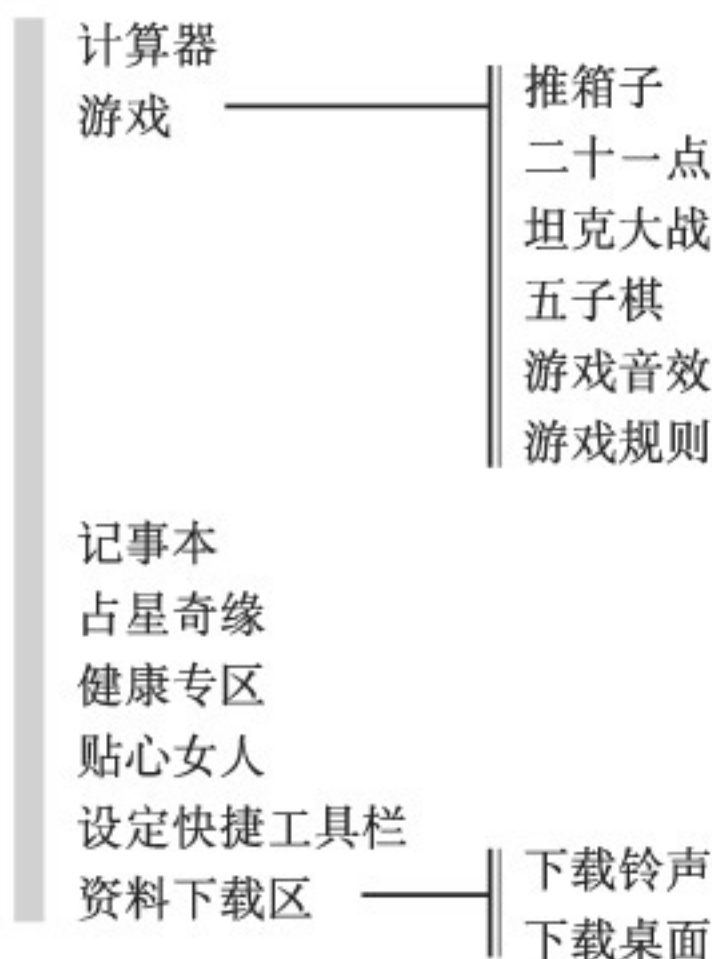 计算器
游戏
推箱子
二十一点
坦克大战
五子棋
游戏音效
游戏规则
记事本
占星奇缘
健康专区
贴心女人
设定快捷工具栏
资料下载区
下载铃声
下载桌面